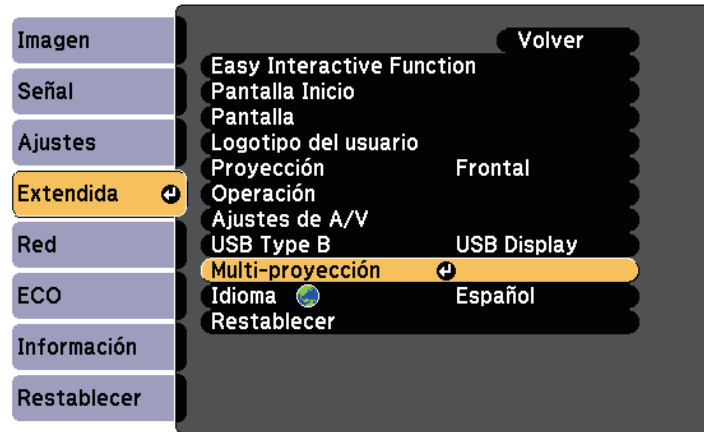 Imagen
Señal
Ajustes
Extendida
Red
ECO
Información
Restablecer
Volver
Easy Interactive Function
Pantalla Inicio
Pantalla
Logotipo del usuario
Proyección Frontal
Operación
Ajustes de A/V
USB Type B USB Display
Multi-proyección
Idioma Español
Restablecer